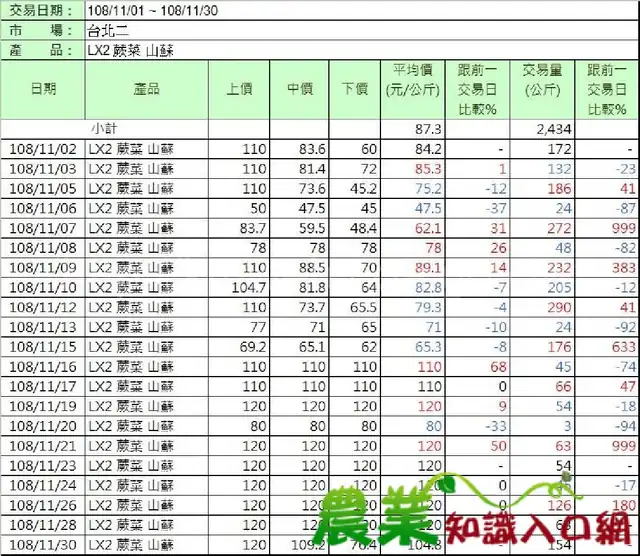 交易日期： 108/11/01 ~ 108/11/30
市　場： 台北二
產　品： LX2 蕨菜 山蘇
日期 產品 上價 中價 下價 平均價(元/公斤) 跟前一交易日比較% 交易量(公斤) 跟前一交易日比較%
小計 87.3 2,434
108/11/02 LX2 蕨菜 山蘇 110 83.6 60 84.2 - 172 -
108/11/03 LX2 蕨菜 山蘇 110 81.4 72 85.3 1 132 -23
108/11/05 LX2 蕨菜 山蘇 110 73.6 45.2 75.2 -12 186 41
108/11/06 LX2 蕨菜 山蘇 50 47.5 45 47.5 -37 24 -87
108/11/07 LX2 蕨菜 山蘇 83.7 59.5 48.4 62.1 31 272 999
108/11/08 LX2 蕨菜 山蘇 78 78 78 78 26 48 -82
108/11/09 LX2 蕨菜 山蘇 110 88.5 70 89.1 14 232 383
108/11/10 LX2 蕨菜 山蘇 104.7 81.8 64 82.8 -7 205 -12
108/11/12 LX2 蕨菜 山蘇 110 73.7 65.5 79.3 -4 290 41
108/11/13 LX2 蕨菜 山蘇 77 71 65 71 -10 24 -92
108/11/15 LX2 蕨菜 山蘇 69.2 65.1 62 65.3 -8 176 633
108/11/16 LX2 蕨菜 山蘇 110 110 110 110 68 45 -74
108/11/17 LX2 蕨菜 山蘇 110 110 110 110 0 66 47
108/11/19 LX2 蕨菜 山蘇 120 120 120 120 9 54 -18
108/11/20 LX2 蕨菜 山蘇 80 80 80 80 -33 3 -94
108/11/21 LX2 蕨菜 山蘇 120 120 120 120 50 63 999
108/11/23 LX2 蕨菜 山蘇 120 120 120 120 - 54 -
108/11/24 LX2 蕨菜 山蘇 120 120 120 120 -17
108/11/26 LX2 蕨菜 山蘇 120 120 120 0 126 180
108/11/28 LX2 蕨菜 山蘇 120 120 120
108/11/30 LX2 蕨菜 山蘇 120 109.2 76.4 104.8 154
農業知識入口網